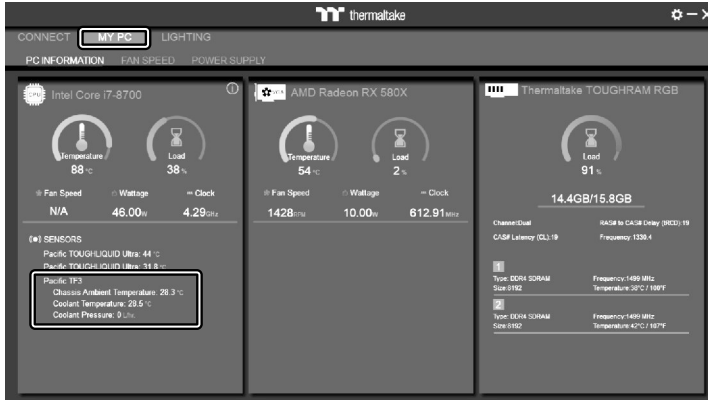 thermaltake
CONNECT MY PC LIGHTING
PC INFORMATION FAN SPEED POWER SUPPLY
CPU Intel Core i7-8700
Temperature
88 °C
Load
38 %
Fan Speed Wattage Clock
N/A 46.00W 4.29GHz
SENSORS
Pacific TOUGHLIQUID Ultra: 44 °C
Pacific TOUGHLIQUID Ultra: 31.8 °C
Pacific TF3
Chassis Ambient Temperature: 28.3 °C
Coolant Temperature: 28.5 °C
Coolant Pressure: 0
VGA AMD Radeon RX 580X
Temperature
54 °C
Load
2 %
Fan Speed Wattage Clock
1428RPM 10.00W 612.91MHz
Thermaltake TOUGHRAM RGB
Load
91 %
14.4GB/15.8GB
Channel:Dual RAS# to CAS# Delay (tRCD):19
CAS# Latency (CL):19 Frequency:1330.4
1
Type: DDR4 SDRAM Frequency:1499 MHz
Size:8192 Temperature:38°C / 100°F
2
Type: DDR4 SDRAM Frequency:1499 MHz
Size:8192 Temperature:42°C / 107°F